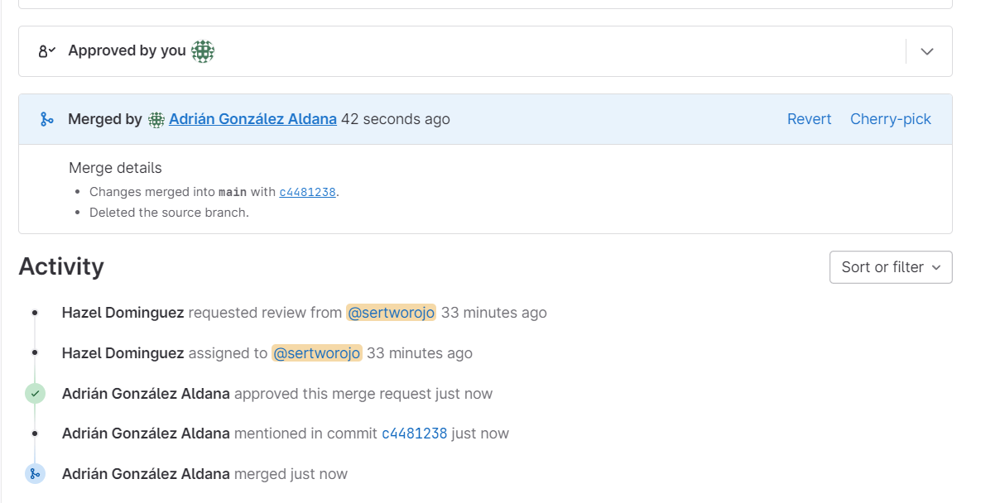 Approved by you
Merged by Adrián González Aldana 42 seconds ago Revert Cherry-pick
Merge details
Changes merged into main with c4481238.
Deleted the source branch.
Activity Sort or filter
Hazel Dominguez requested review from @sertworojo 33 minutes ago
Hazel Dominguez assigned to @sertworojo 33 minutes ago
Adrián González Aldana approved this merge request just now
Adrián González Aldana mentioned in commit c4481238 just now
Adrián González Aldana merged just now